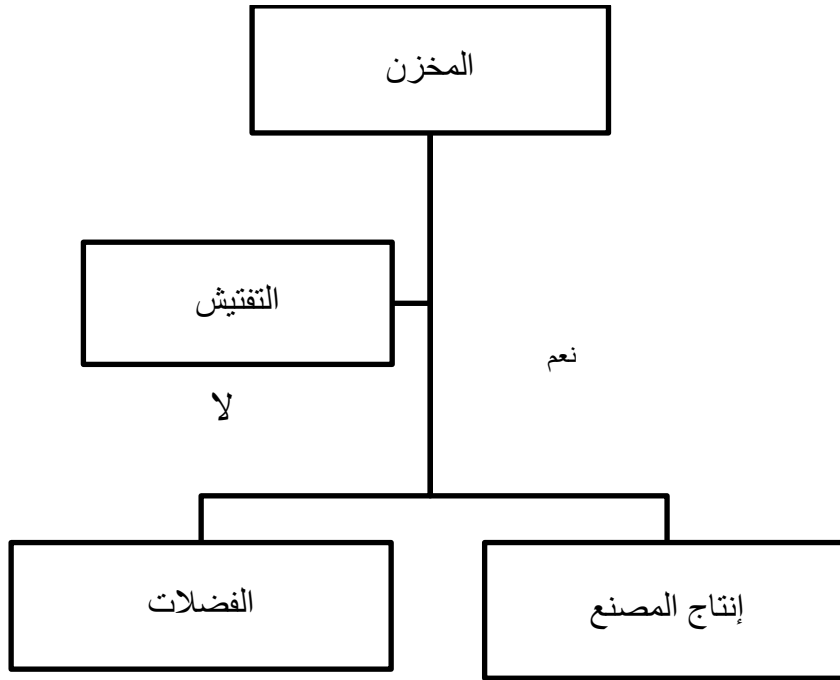 المخزن
التفتيش
نعم
لا
إنتاج المصنع
الفضلات